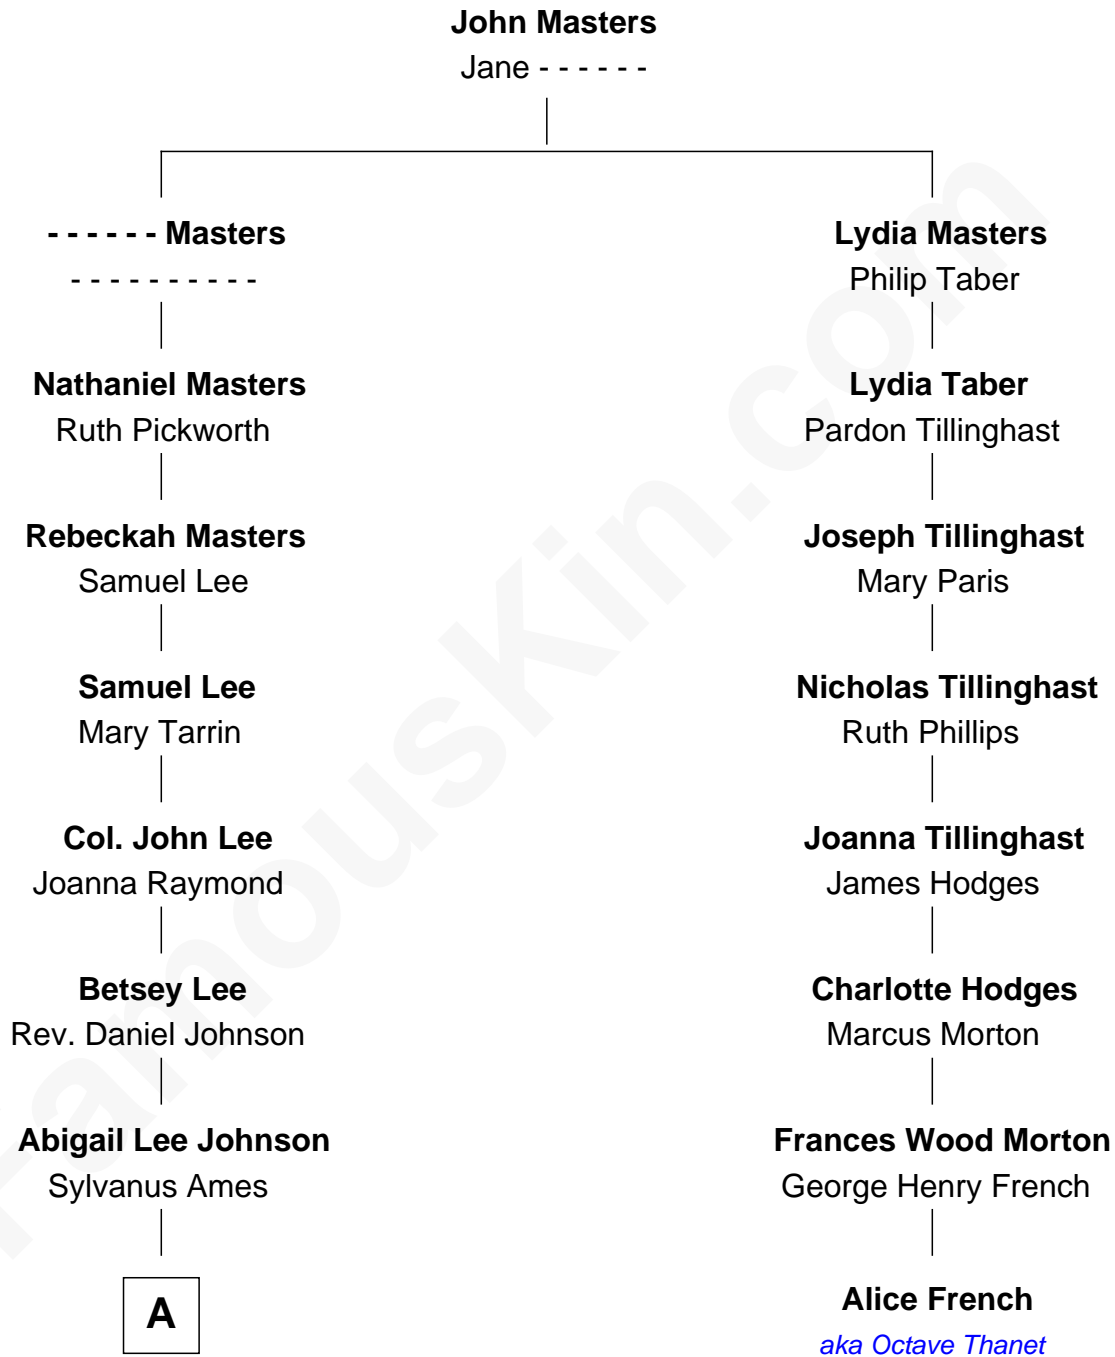 John Masters
Jane - - - - - -
- - - - - - Masters
- - - - - - - - - -
Lydia Masters
Philip Taber
Nathaniel Masters
Ruth Pickworth
Lydia Taber
Pardon Tillinghast
Rebeckah Masters
Samuel Lee
Joseph Tillinghast
Mary Paris
Samuel Lee
Mary Tarrin
Nicholas Tillinghast
Ruth Phillips
Col. John Lee
Joanna Raymond
Joanna Tillinghast
James Hodges
Betsey Lee
Rev. Daniel Johnson
Charlotte Hodges
Marcus Morton
Abigail Lee Johnson
Sylvanus Ames
Frances Wood Morton
George Henry French
A
Alice French
aka Octave Thanet
FamousKin.com